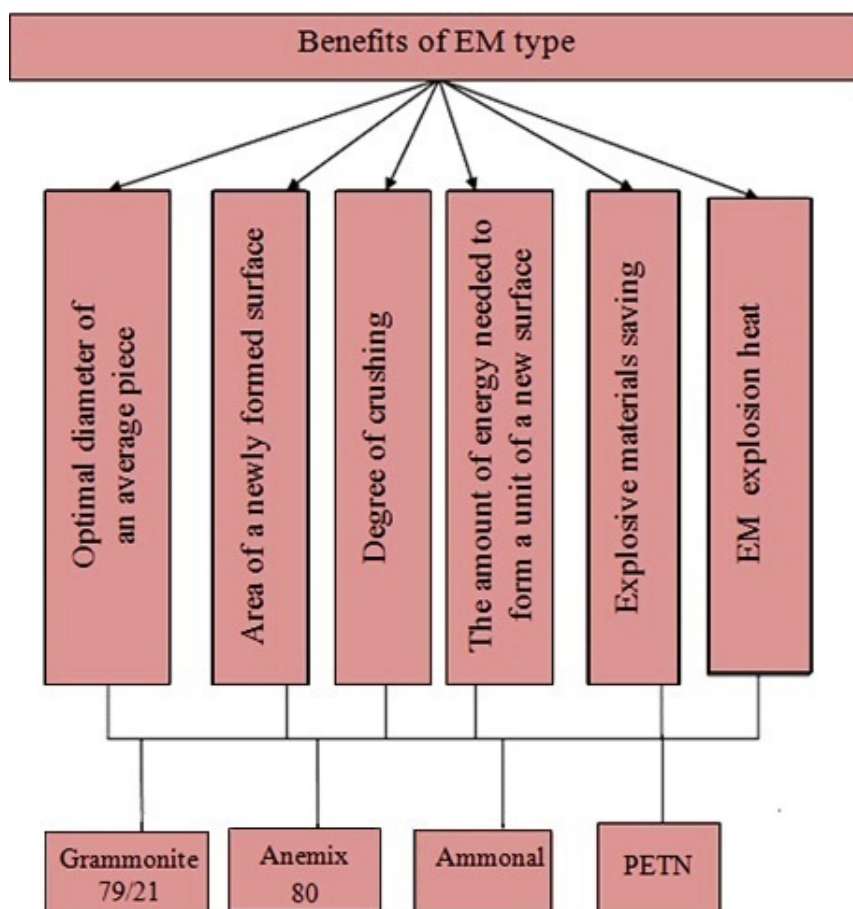 Benefits of EM type
Optimal diameter of
an average piece
Area of a newly formed surface
Degree of crushing
The amount of energy needed to
form a unit of a new surface
Explosive materials saving
EM explosion heat
Grammonite
79/21
Anemix
80
Ammonal
PETN